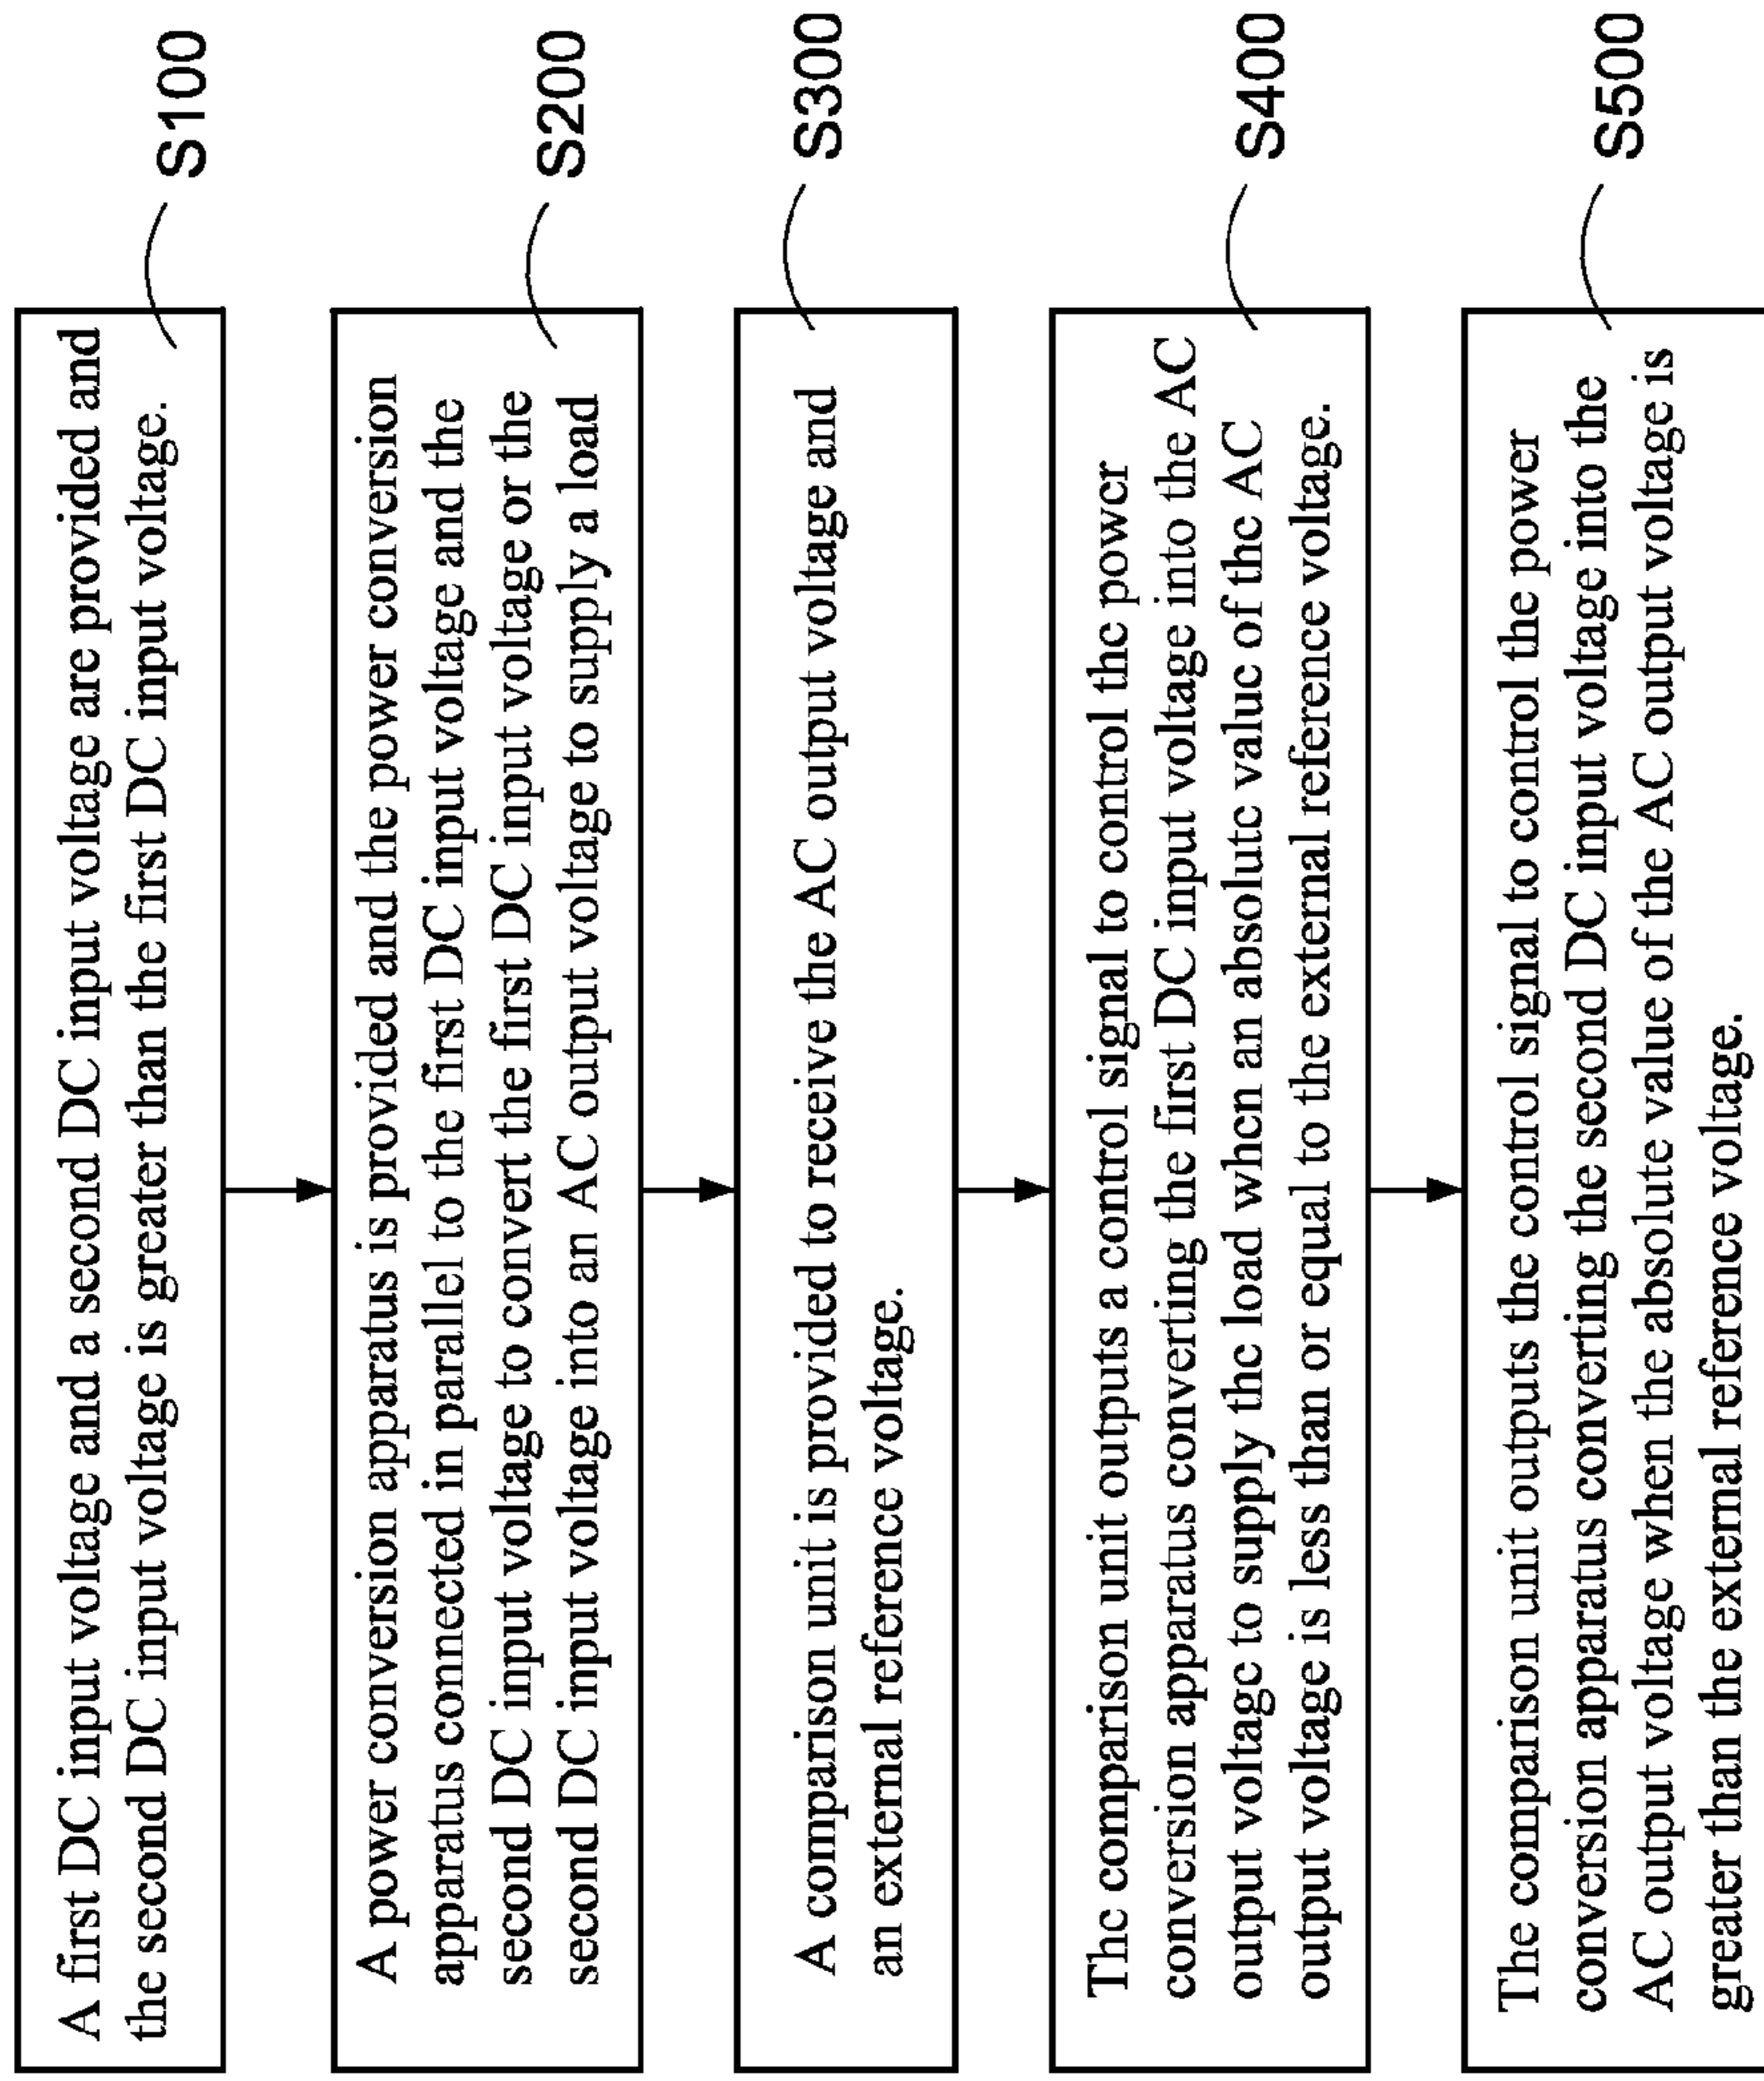 A first DC input voltage and a second DC input voltage are provided and
the second DC input voltage is greater than the first DC input voltage.
S100
A power conversion apparatus is provided and the power conversion
apparatus connected in parallel to the first DC input voltage and the
second DC input voltage to convert the first DC input voltage or the
second DC input voltage into an AC output voltage to supply a load
S200
A comparison unit is provided to receive the AC output voltage and
an external reference voltage.
S300
The comparison unit outputs a control signal to control the power
conversion apparatus converting the first DC input voltage into the AC
output voltage to supply the load when an absolute value of the AC
output voltage is less than or equal to the external reference voltage.
S400
The comparison unit outputs the control signal to control the power
conversion apparatus converting the second DC input voltage into the
AC output voltage when the absolute value of the AC output voltage is
greater than the external reference voltage.
S500